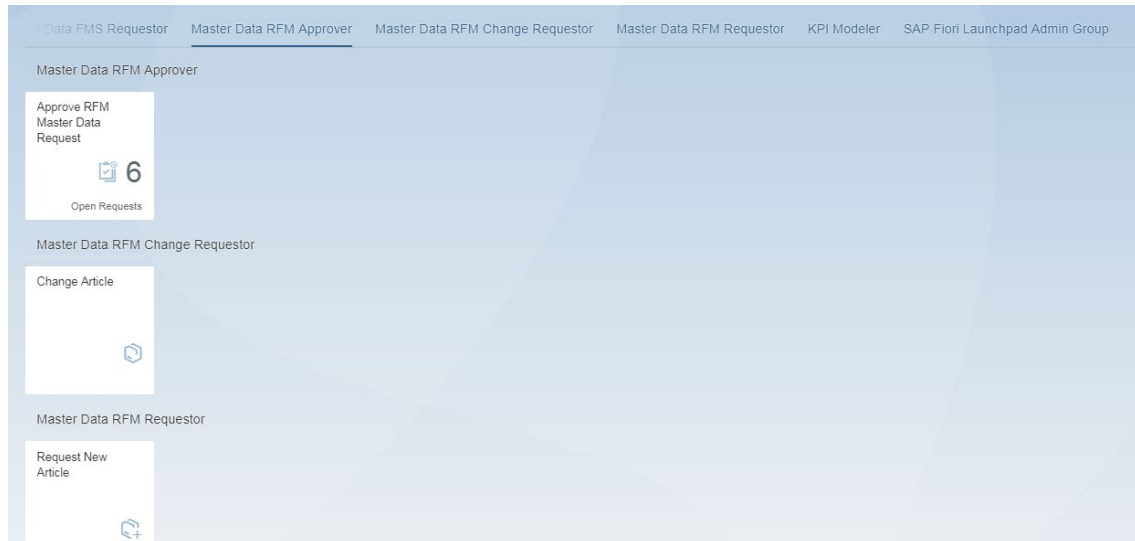 Data FMS Requestor Master Data RFM Approver Master Data RFM Change Requestor Master Data RFM Requestor KPI Modeler SAP Fiori Launchpad Admin Group
Master Data RFM Approver
Approve RFM
Master Data
Request
6
Open Requests
Master Data RFM Change Requestor
Change Article
Master Data RFM Requestor
Request New
Article